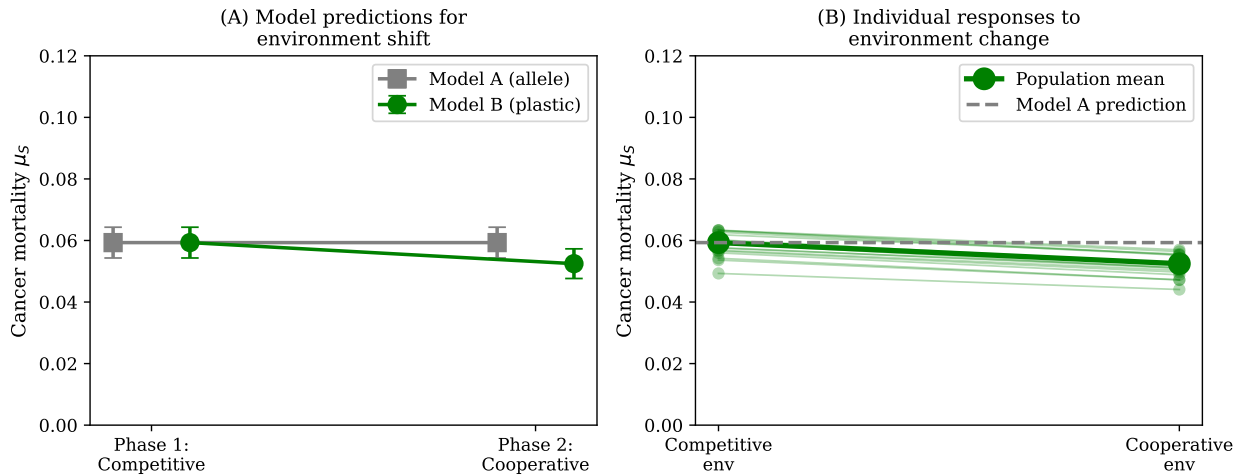 (A) Model predictions for
environment shift
Cancer mortality μS
0.12
0.10
0.08
0.06
0.04
0.02
0.00
Model A (allele)
Model B (plastic)
Phase 1:
Competitive
Phase 2:
Cooperative
(B) Individual responses to
environment change
Cancer mortality μS
0.12
0.10
0.08
0.06
0.04
0.02
0.00
Population mean
Model A prediction
Competitive
env
Cooperative
env